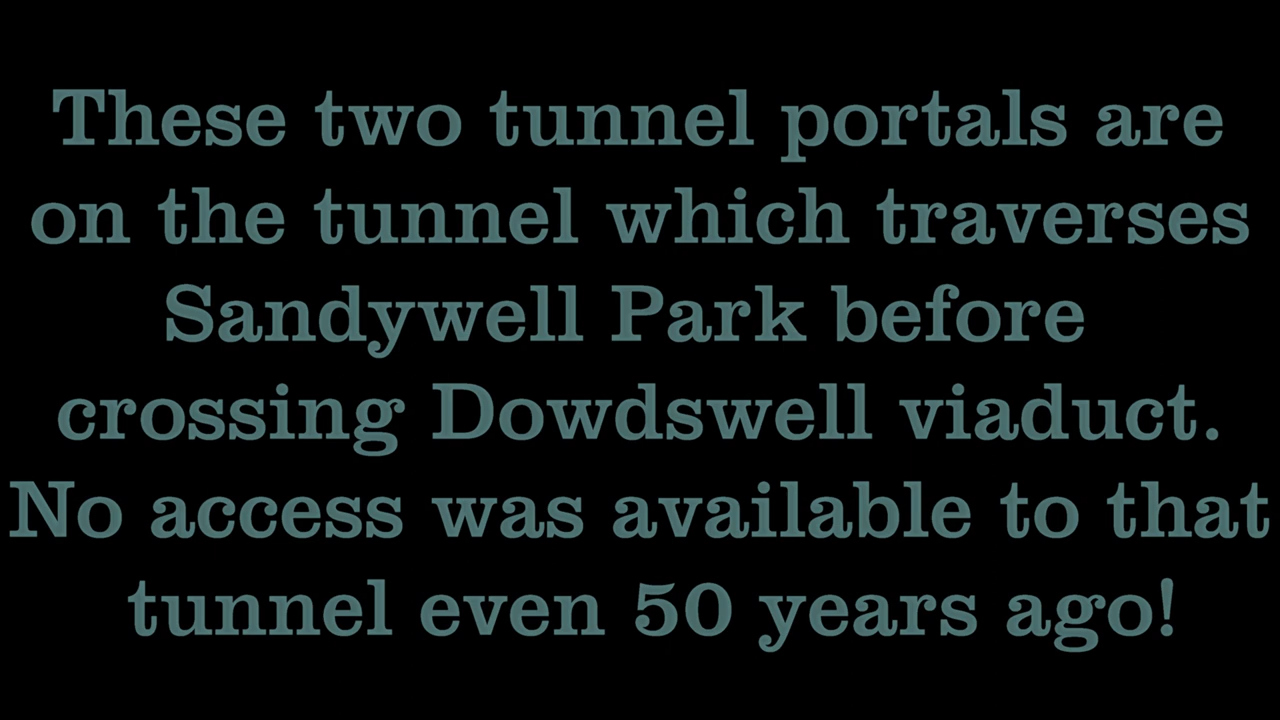 These two tunnel portals are
on the tunnel which traverses
Sandywell Park before
crossing Dowdswell viaduct.
No access was available to that
tunnel even 50 years ago!